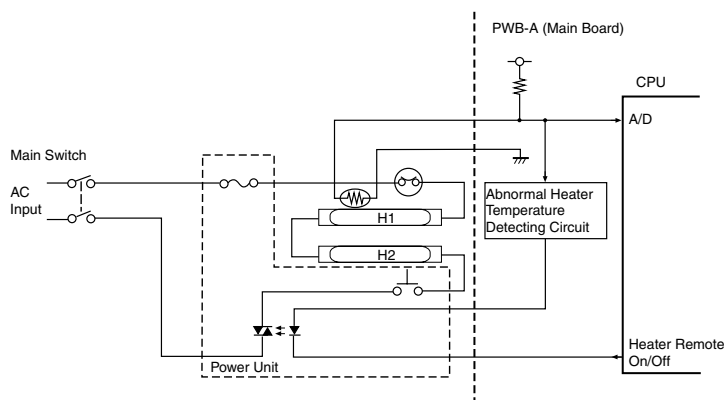 PWB-A (Main Board)
CPU
A/D
Main Switch
AC
Input
Abnormal Heater
Temperature
Detecting Circuit
H1
H2
Heater Remote
On/Off
Power Unit